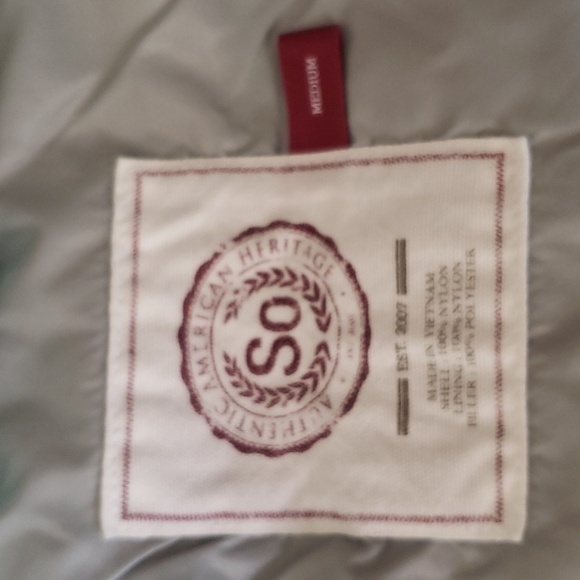 MEDIUM
AUTHENTIC AMERICAN HERITAGE
So
EST. 2007
MADE IN VIETNAM
SHELL: 100% NYLON
LINING: 100% NYLON
FILLER: 100% POLYESTER